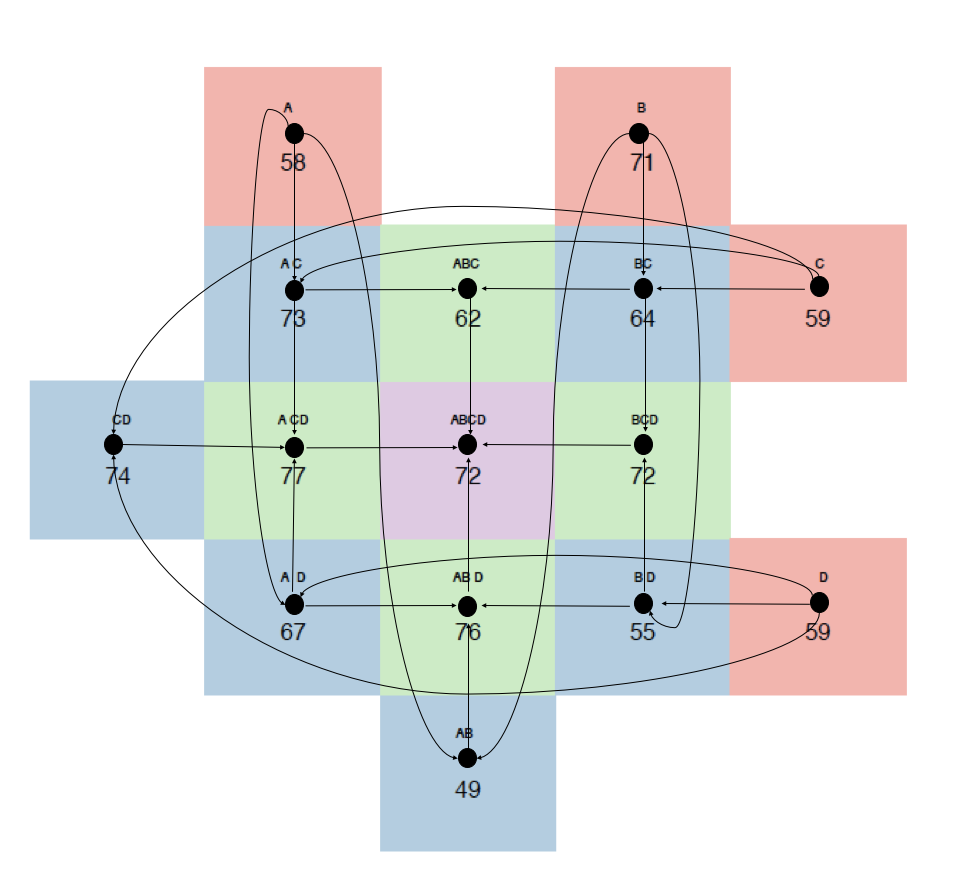 A B
58 71
A C ABC BC C
73 62 64 59
CD A CD ABCD BCD
74 77 72 72
A D AB D B D D
67 76 55 59
AB
49